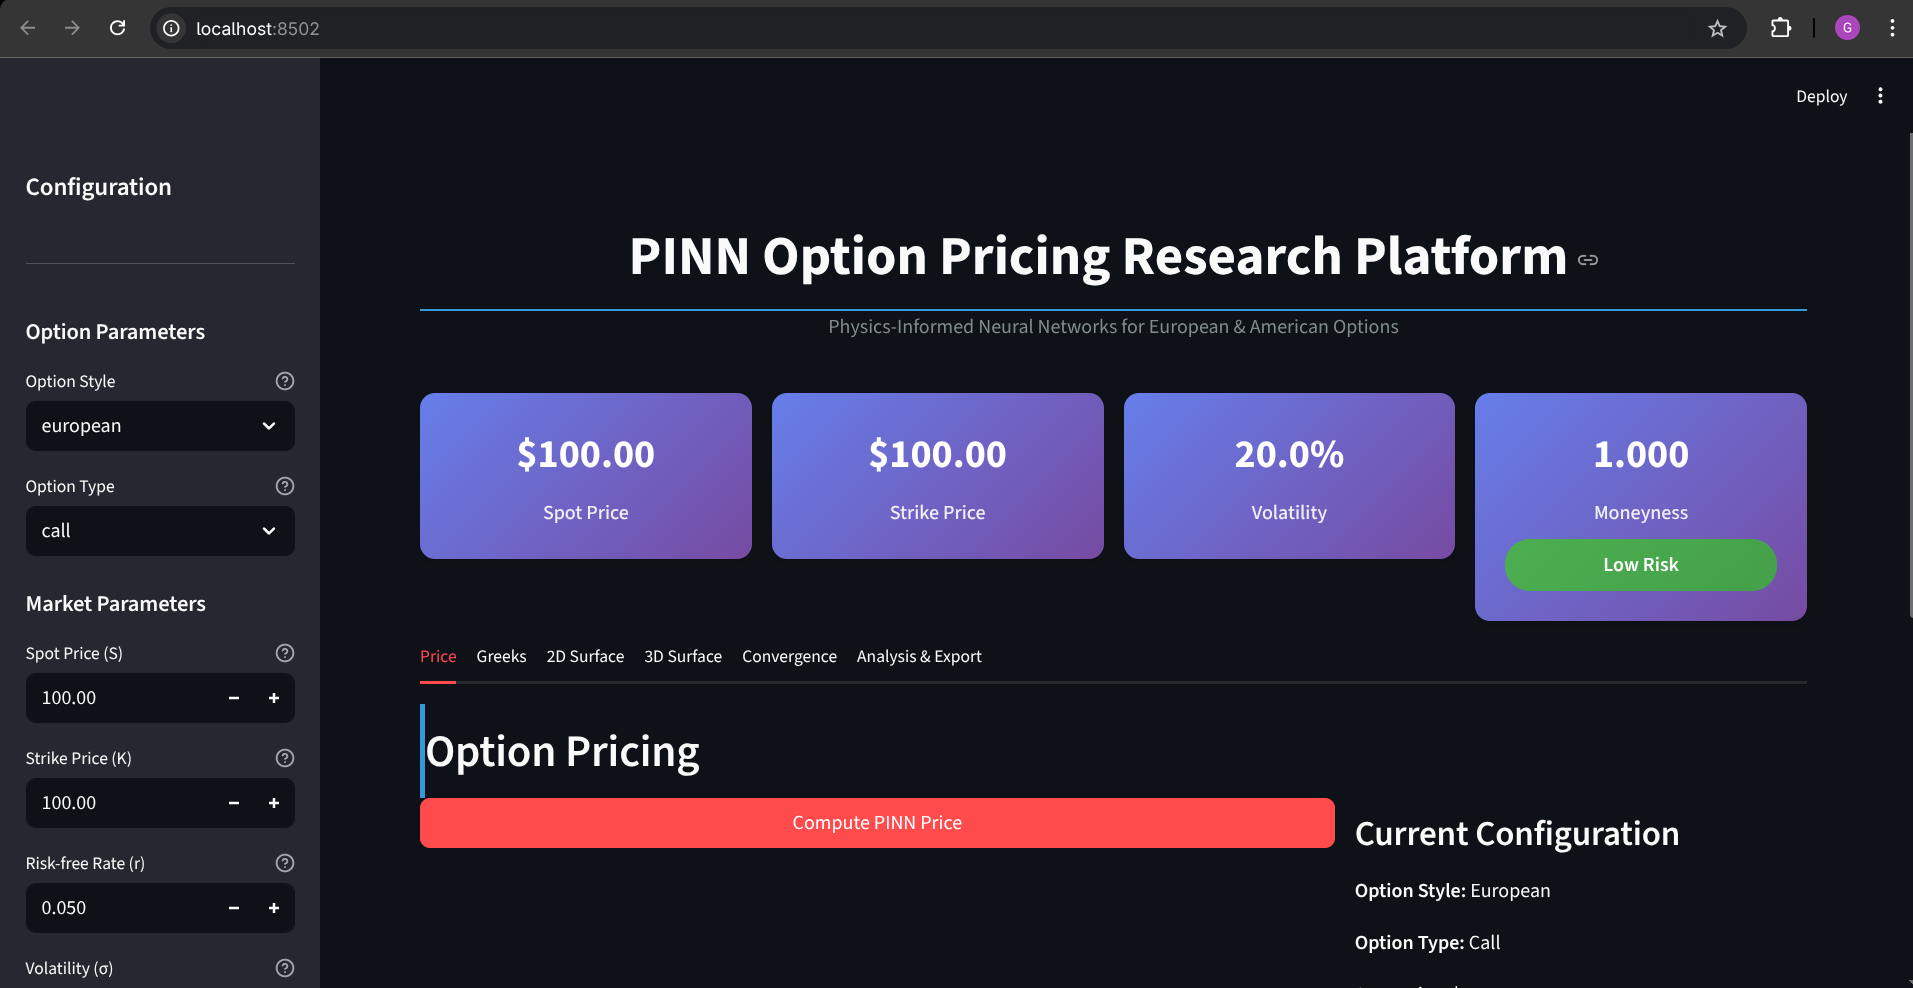 localhost:8502
G
Deploy
Configuration
Option Parameters
Option Style
european
Option Type
call
Market Parameters
Spot Price (S)
100.00
Strike Price (K)
100.00
Risk-free Rate (r)
0.050
Volatility (σ)
PINN Option Pricing Research Platform
Physics-Informed Neural Networks for European & American Options
$100.00
Spot Price
$100.00
Strike Price
20.0%
Volatility
1.000
Moneyness
Low Risk
Price Greeks 2D Surface 3D Surface Convergence Analysis & Export
Option Pricing
Compute PINN Price
Current Configuration
Option Style: European
Option Type: Call